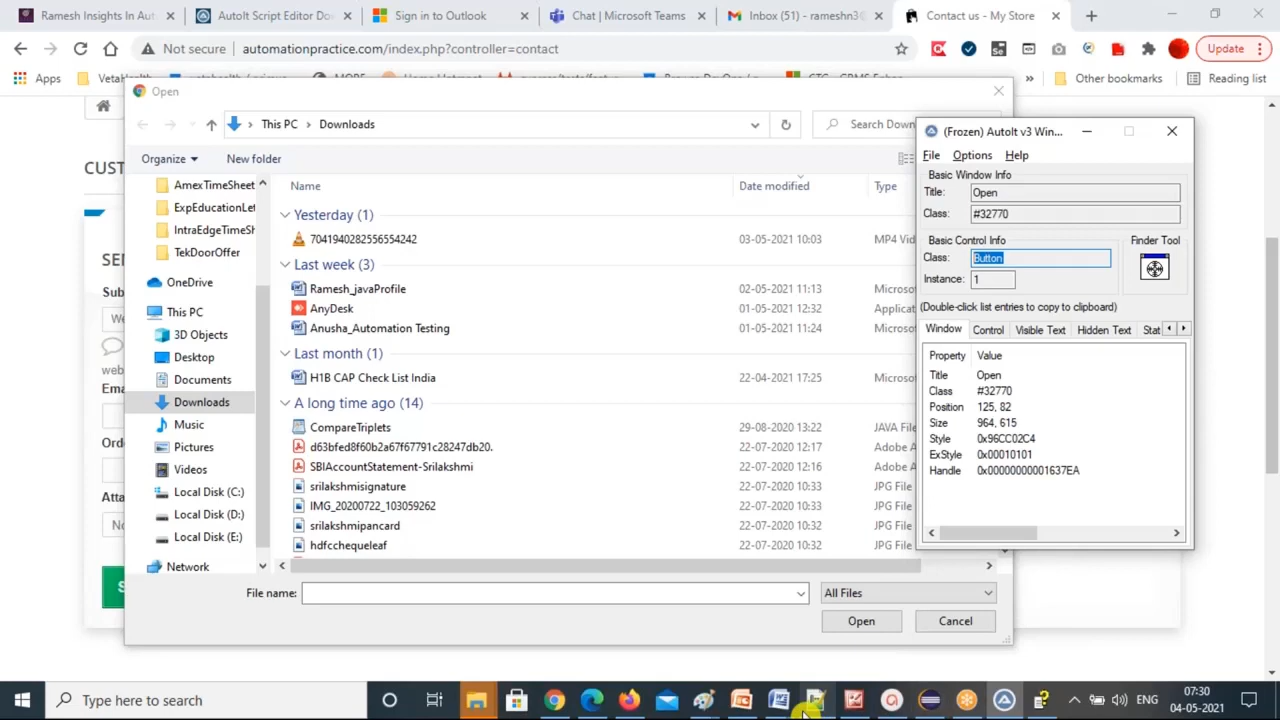 Ramesh Insights In Auto
AutoIt Script Editor Do
Sign in to Outlook
Chat | Microsoft Teams
Inbox (51) - rameshn3@
Contact us - My Store
Not secure
automationpractice.com/index.php?controller=contact
Update
Apps
VetaHealth
Other bookmarks
Reading list
Open
This PC > Downloads
Search Down
Organize
New folder
CUST
SEN
Sub
We
web
Ema
Orde
Atta
No
S
AmexTimeSheet
ExpEducationLet
IntraEdgeTimeSh
TekDoorOffer
OneDrive
This PC
3D Objects
Desktop
Documents
Downloads
Music
Pictures
Videos
Local Disk (C:)
Local Disk (D:)
Local Disk (E:)
Network
Name Date modified Type
Yesterday (1)
7041940282556554242 03-05-2021 10:03 MP4 Vid
Last week (3)
Ramesh_javaProfile 02-05-2021 11:13 Microso
AnyDesk 01-05-2021 12:32 Applica
Anusha_Automation Testing 01-05-2021 11:24 Microso
Last month (1)
H1B CAP Check List India 22-04-2021 17:25 Microso
A long time ago (14)
CompareTriplets 29-08-2020 13:22 JAVA File
d63bfed8f60b2a67f67791c28247db20. 22-07-2020 12:17 Adobe A
SBIAccountStatement-Srilakshmi 22-07-2020 12:16 Adobe A
srilakshmisignature 22-07-2020 10:33 JPG File
IMG_20200722_103059262 22-07-2020 10:33 JPG File
srilakshmipancard 22-07-2020 10:32 JPG File
hdfcchequeleaf 22-07-2020 10:32 JPG File
File name:
All Files
Open Cancel
(Frozen) AutoIt v3 Win...
File Options Help
Basic Window Info
Title: Open
Class: #32770
Basic Control Info
Finder Tool
Class: Button
Instance: 1
(Double-click list entries to copy to clipboard)
Window Control Visible Text Hidden Text Stat
Property Value
Title Open
Class #32770
Position 125, 82
Size 964, 615
Style 0x96CC02C4
ExStyle 0x00010101
Handle 0x00000000001637EA
Type here to search
ENG
07:30
04-05-2021